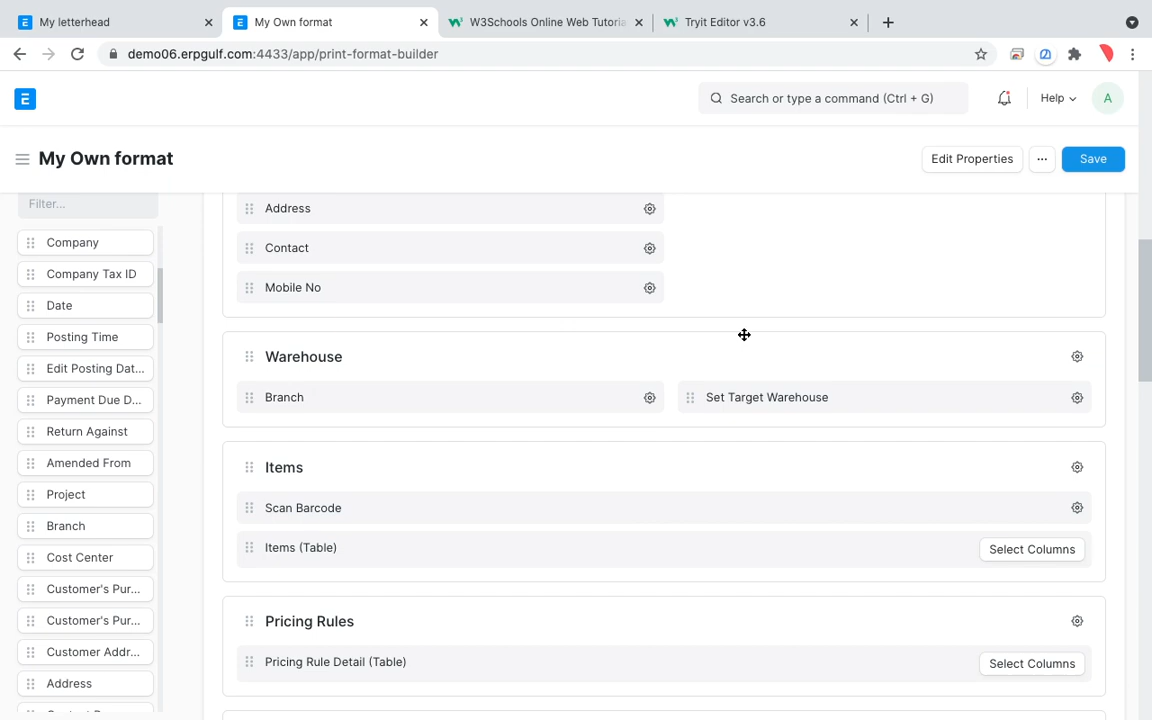 My letterhead
My Own format
W3Schools Online Web Tutoria
Tryit Editor v3.6
demo06.erpgulf.com:4433/app/print-format-builder
E
Search or type a command (Ctrl + G)
Help
A
My Own format
Edit Properties
...
Save
Filter...
Company
Company Tax ID
Date
Posting Time
Edit Posting Dat...
Payment Due D...
Return Against
Amended From
Project
Branch
Cost Center
Customer's Pur...
Customer's Pur...
Customer Addr...
Address
Address
Contact
Mobile No
Warehouse
Branch
Set Target Warehouse
Items
Scan Barcode
Items (Table)
Select Columns
Pricing Rules
Pricing Rule Detail (Table)
Select Columns